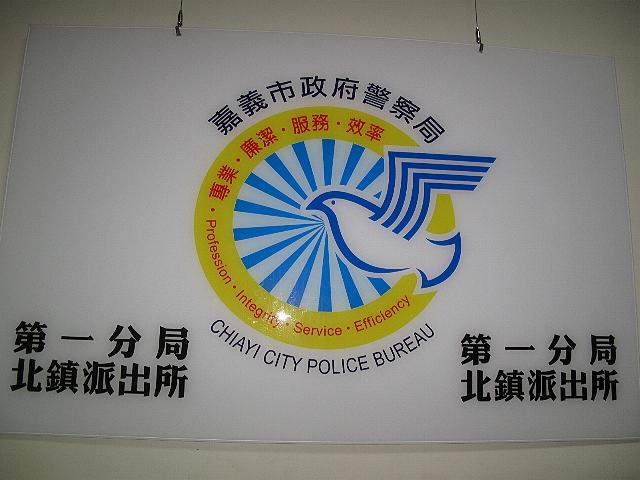 嘉義市政府警察局
·專業·廉潔·服務·效率
Profession·Integrity·Service·Efficiency
CHIAYI CITY POLICE BUREAU
第一分局
北鎮派出所
第一分局
北鎮派出所